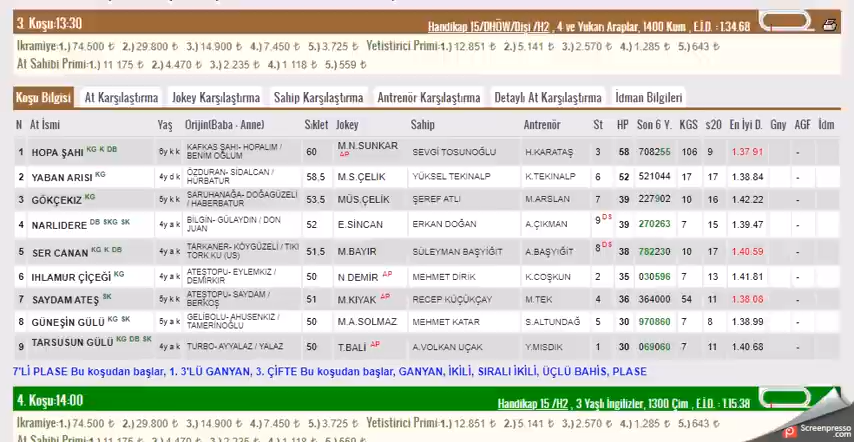 3. Koşu:13:30 Handikap 15/DHÖW/Dişi /H2 , 4 ve Yukarı Araplar, 1400 Kum , E.İ.D. : 1.34.68
Ikramiye:1.) 74.500 ₺ 2.) 29.800 ₺ 3.) 14.900 ₺ 4.) 7.450 ₺ 5.) 3.725 ₺ Yetistirici Primi:1.) 12.851 ₺ 2.) 5.141 ₺ 3.) 2.570 ₺ 4.) 1.285 ₺ 5.) 643 ₺
At Sahibi Primi:1.) 11.175 ₺ 2.) 4.470 ₺ 3.) 2.235 ₺ 4.) 1.118 ₺ 5.) 559 ₺
Koşu Bilgisi At Karşılaştırma Jokey Karşılaştırma Sahip Karşılaştırma Antrenör Karşılaştırma Detaylı At Karşılaştırma İdman Bilgileri
N At İsmi Yaş Orijin(Baba - Anne) Sıklet Jokey Sahip Antrenör St HP Son 6 Y. KGS s20 En İyi D. Gny AGF İdm
1 HOPA ŞAHI KG K DB 6y k k KAFKAS ŞAHI- HOPALIM / BENİM OĞLUM 60 M.N.SUNKAR AP SEVGİ TOSUNOĞLU H.KARATAŞ 3 58 708255 106 9 1.37.91 -
2 YABAN ARISI KG 4y d k ÖZDURAN- SİDALCAN / HÜRBATUR 58,5 M.S.ÇELİK YÜKSEL TEKINALP K.TEKINALP 6 52 521044 17 17 1.38.84 -
3 GÖKÇEKIZ KG 5y k k SARUHANAĞA- DOĞAGÜZELİ / HABERBATUR 53,5 MÜS.ÇELİK ŞEREF ATLI M.ARSLAN 7 39 227902 10 16 1.42.22 -
4 NARLIDERE DB SKG SK 4y a k BİLGİN- GÜLAYDIN / DON JUAN 52 E.SİNCAN ERKAN DOĞAN A.ÇIKMAN 9 DS 39 270263 7 15 1.39.47 -
5 SER CANAN KG K DB 4y a k TARKANER- KÖYGÜZELİ / TIKI TORK KU (US) 51,5 M.BAYIR SÜLEYMAN BAŞYİĞİT A.BAŞYİĞİT 8 DS 38 782230 10 17 1.40.59 -
6 IHLAMUR ÇİÇEĞİ KG 4y a k ATEŞTOPU- EYLEMKIZ / DEMİRKIR 50 N DEMİR AP MEHMET DİRİK K.COŞKUN 2 35 030596 7 13 1.41.81 -
7 SAYDAM ATEŞ SK 5y k k ATEŞTOPU- SAYDAM / BERKOŞ 51 M.KIYAK AP RECEP KÜÇÜKÇAY M.TEK 4 36 364000 54 11 1.38.08 -
8 GÜNEŞİN GÜLÜ KG SK 5y a k GELİBOLU- AHUSENKIZ / TAMERİNOĞLU 50 M.A.SOLMAZ MEHMET KATAR S.ALTUNDAĞ 5 30 970860 7 8 1.38.99 -
9 TARSUSUN GÜLÜ KG DB SK 4y a k TURBO- AYYALAZ / YALAZ 50 T.BALİ AP A.VOLKAN UÇAK Y.MISDIK 1 30 069060 7 11 1.40.68 -
7'Lİ PLASE Bu koşudan başlar, 1. 3'LÜ GANYAN, 3. ÇİFTE Bu koşudan başlar, GANYAN, İKİLİ, SIRALI İKİLİ, ÜÇLÜ BAHİS, PLASE
4. Koşu:14:00 Handikap 15 /H2 , 3 Yaşlı İngilizler, 1300 Çim , E.İ.D. : 1.15.38
Ikramiye:1.) 74.500 ₺ 2.) 29.800 ₺ 3.) 14.900 ₺ 4.) 7.450 ₺ 5.) 3.725 ₺ Yetistirici Primi:1.) 12.851 ₺ 2.) 5.141 ₺ 3.) 2.570 ₺ 4.) 1.285 ₺ 5.) 643 ₺
Screenpresso
.com